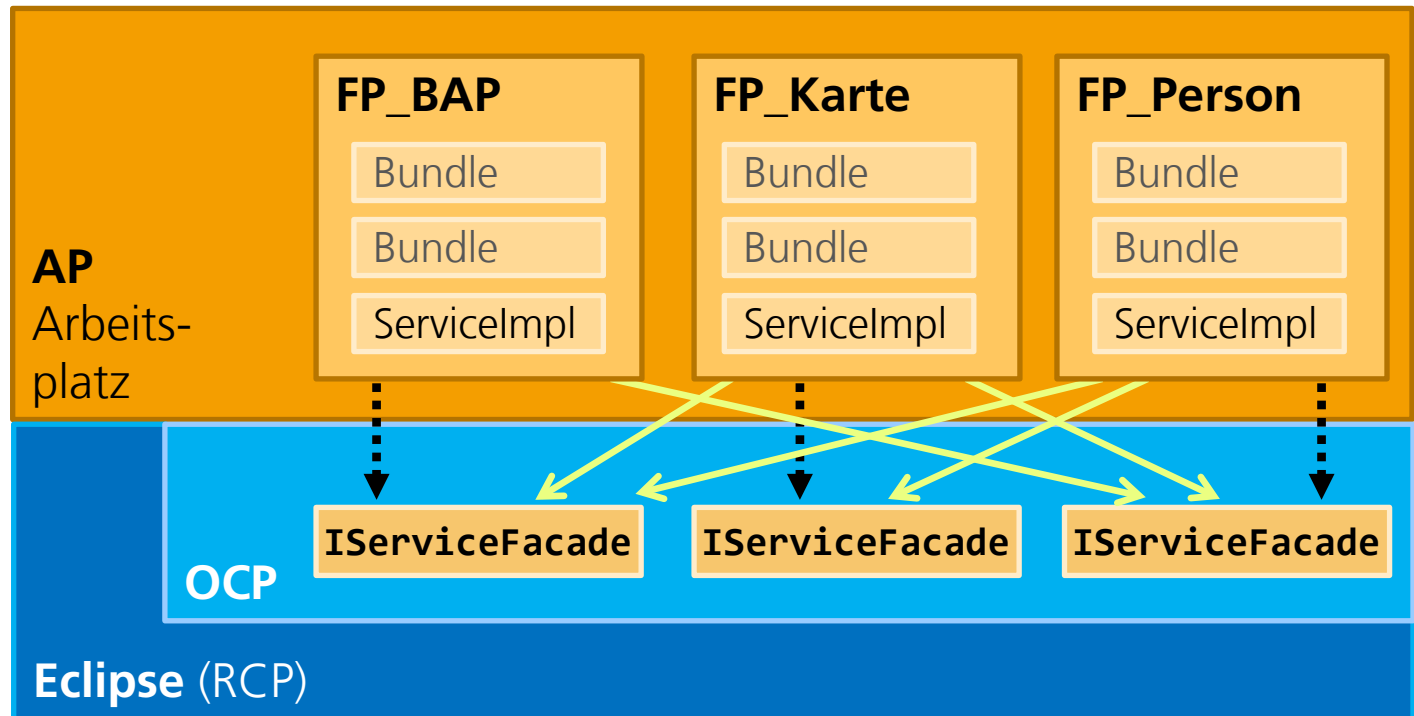 FP_BAP
Bundle
Bundle
ServiceImpl
FP_Karte
Bundle
Bundle
ServiceImpl
FP_Person
Bundle
Bundle
ServiceImpl
AP
Arbeits-
platz
IServiceFacade
IServiceFacade
IServiceFacade
OCP
Eclipse (RCP)